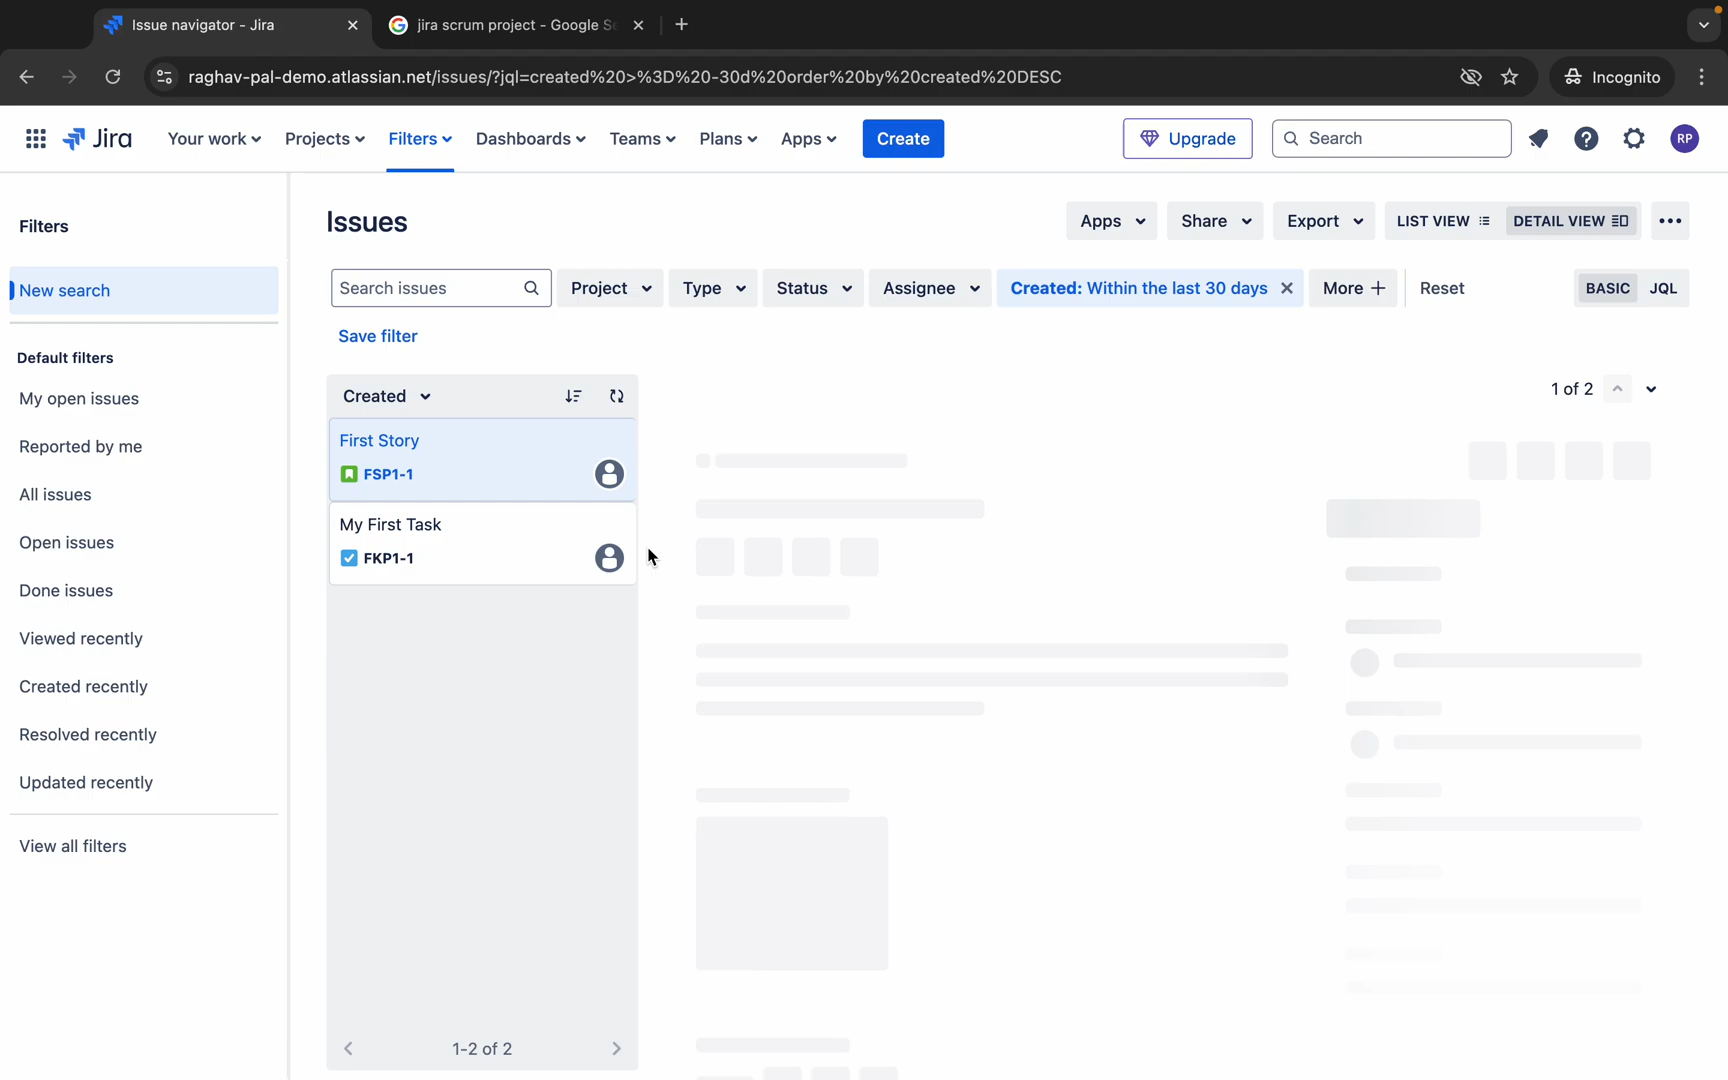 Issue navigator - Jira
jira scrum project - Google Se
raghav-pal-demo.atlassian.net/issues/?jql=created%20>%3D%20-30d%20order%20by%20created%20DESC
Incognito
Jira
Your work
Projects
Filters
Dashboards
Teams
Plans
Apps
Create
Upgrade
Search
RP
Filters
New search
Default filters
My open issues
Reported by me
All issues
Open issues
Done issues
Viewed recently
Created recently
Resolved recently
Updated recently
View all filters
Issues
Apps
Share
Export
LIST VIEW
DETAIL VIEW
Search issues
Project
Type
Status
Assignee
Created: Within the last 30 days
More
Reset
BASIC
JQL
Save filter
Created
First Story
FSP1-1
My First Task
FKP1-1
1-2 of 2
1 of 2